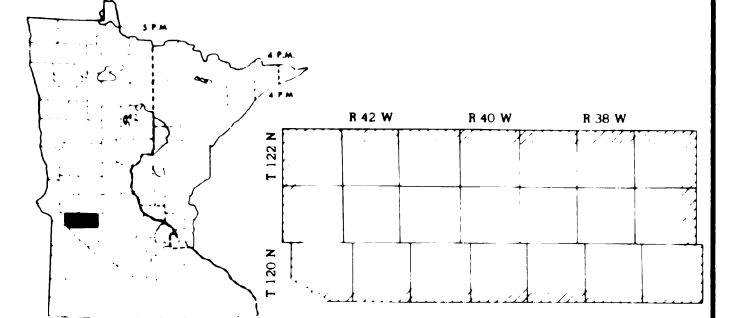 5 P.M
4 P.M.
4 P M
R 42 W R 40 W R 38 W
T 122 N
T 120 N